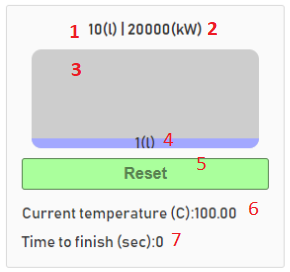 1 10(l) | 20000(kW) 2
3
1(l) 4
Reset 5
Current temperature (C):100.00 6
Time to finish (sec):0 7